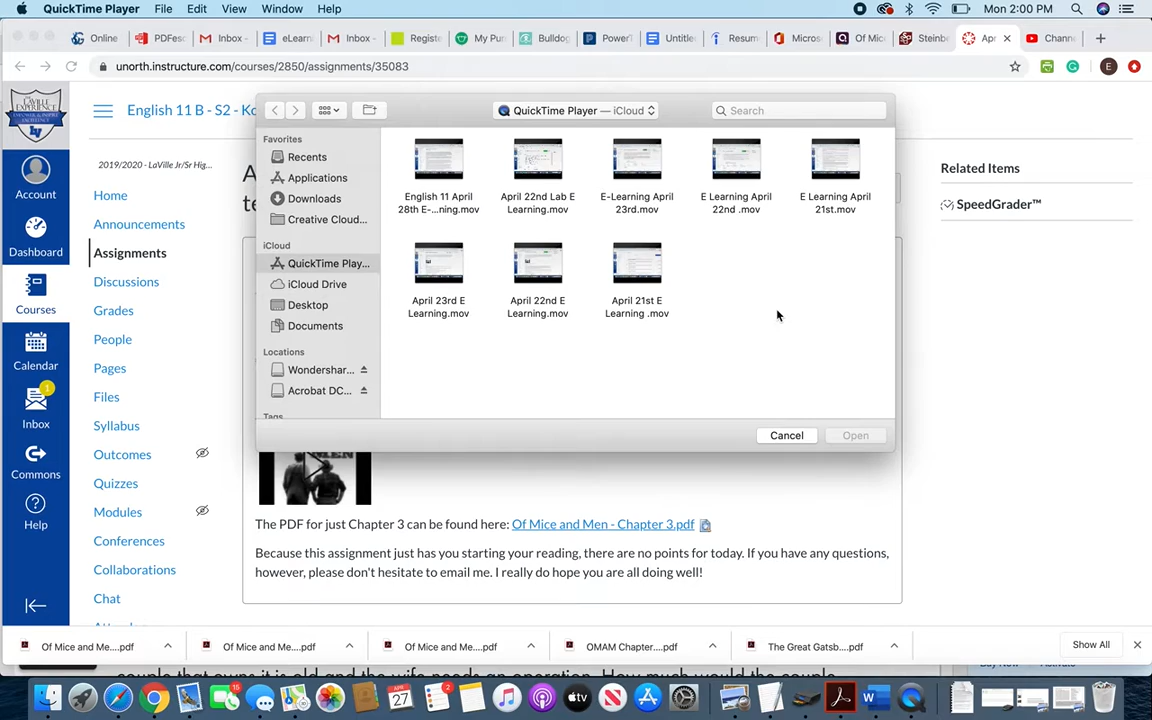 QuickTime Player File Edit View Window Help Mon 2:00 PM
Online PDFesc Gm Inbox - eLearn Inbox - Registe My Pur Bulldog PowerT Untitle Resum Micros Of Mic Steinb Apr Chann
unorth.instructure.com/courses/2850/assignments/35083 E
English 11 B - S2 - Ko
QuickTime Player — iCloud
Search
2019/2020 - LaVille Jr/Sr Hig...
Account
Dashboard
Courses
Calendar
1
Inbox
Commons
Help
Home
Announcements
Assignments
Discussions
Grades
People
Pages
Files
Syllabus
Outcomes
Quizzes
Modules
Conferences
Collaborations
Chat
Favorites
Recents
Applications
Downloads
Creative Cloud...
iCloud
QuickTime Play...
iCloud Drive
Desktop
Documents
Locations
Wondershar...
Acrobat DC...
Tags
English 11 April 28th E-...ning.mov
April 22nd Lab E Learning.mov
E-Learning April 23rd.mov
E Learning April 22nd .mov
E Learning April 21st.mov
April 23rd E Learning.mov
April 22nd E Learning.mov
April 21st E Learning .mov
Cancel Open
Related Items
SpeedGrader™
The PDF for just Chapter 3 can be found here: Of Mice and Men - Chapter 3.pdf
Because this assignment just has you starting your reading, there are no points for today. If you have any questions,
however, please don't hesitate to email me. I really do hope you are all doing well!
Of Mice and Me....pdf Of Mice and Me....pdf Of Mice and Me....pdf OMAM Chapter....pdf The Great Gatsb....pdf Show All